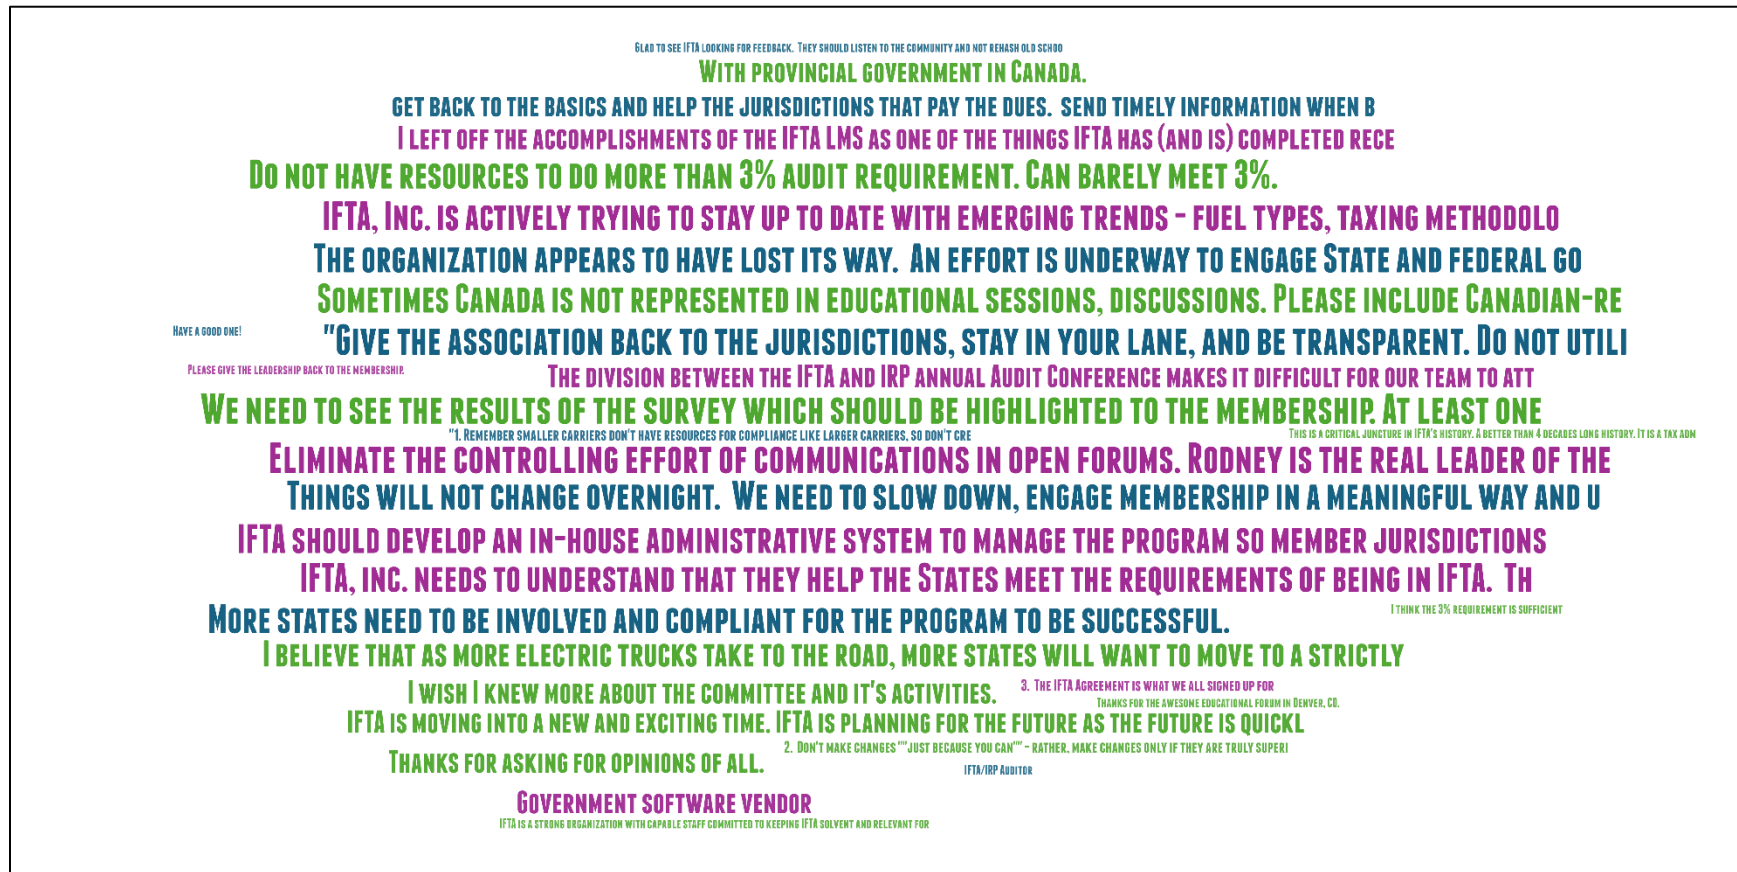 Glad to see IFTA looking for feedback. They should listen to the community and not rehash old schoo
With provincial government in Canada.
get back to the basics and help the jurisdictions that pay the dues. send timely information when b
I left off the accomplishments of the IFTA LMS as one of the things IFTA has (and is) completed rece
Do not have resources to do more than 3% audit requirement. Can barely meet 3%.
IFTA, Inc. is actively trying to stay up to date with emerging trends - fuel types, taxing methodolo
The organization appears to have lost its way. An effort is underway to engage State and federal go
Sometimes Canada is not represented in educational sessions, discussions. Please include Canadian-re
Have a good one!
"Give the association back to the jurisdictions, stay in your lane, and be transparent. Do not utili
Please give the leadership back to the membership.
The division between the IFTA and IRP annual Audit Conference makes it difficult for our team to att
We need to see the results of the survey which should be highlighted to the membership. At least one
"1. Remember smaller carriers don't have resources for compliance like larger carriers, so don't cre
This is a critical juncture in IFTA's history. A better than 4 decades long history. It is a tax adm
Eliminate the controlling effort of communications in open forums. Rodney is the real leader of the
Things will not change overnight. We need to slow down, engage membership in a meaningful way and u
IFTA should develop an in-house administrative system to manage the program so member jurisdictions
IFTA, inc. needs to understand that they help the States meet the requirements of being in IFTA. Th
More states need to be involved and compliant for the program to be successful.
I think the 3% requirement is sufficient
I believe that as more electric trucks take to the road, more states will want to move to a strictly
I wish I knew more about the committee and it's activities.
3. The IFTA Agreement is what we all signed up for
Thanks for the awesome educational forum in Denver, CO.
IFTA is moving into a new and exciting time. IFTA is planning for the future as the future is quickl
2. Don't make changes ""just because you can"" - rather, make changes only if they are truly superi
Thanks for asking for opinions of all.
IFTA/IRP Auditor
Government software vendor
IFTA is a strong organization with capable staff committed to keeping IFTA solvent and relevant for